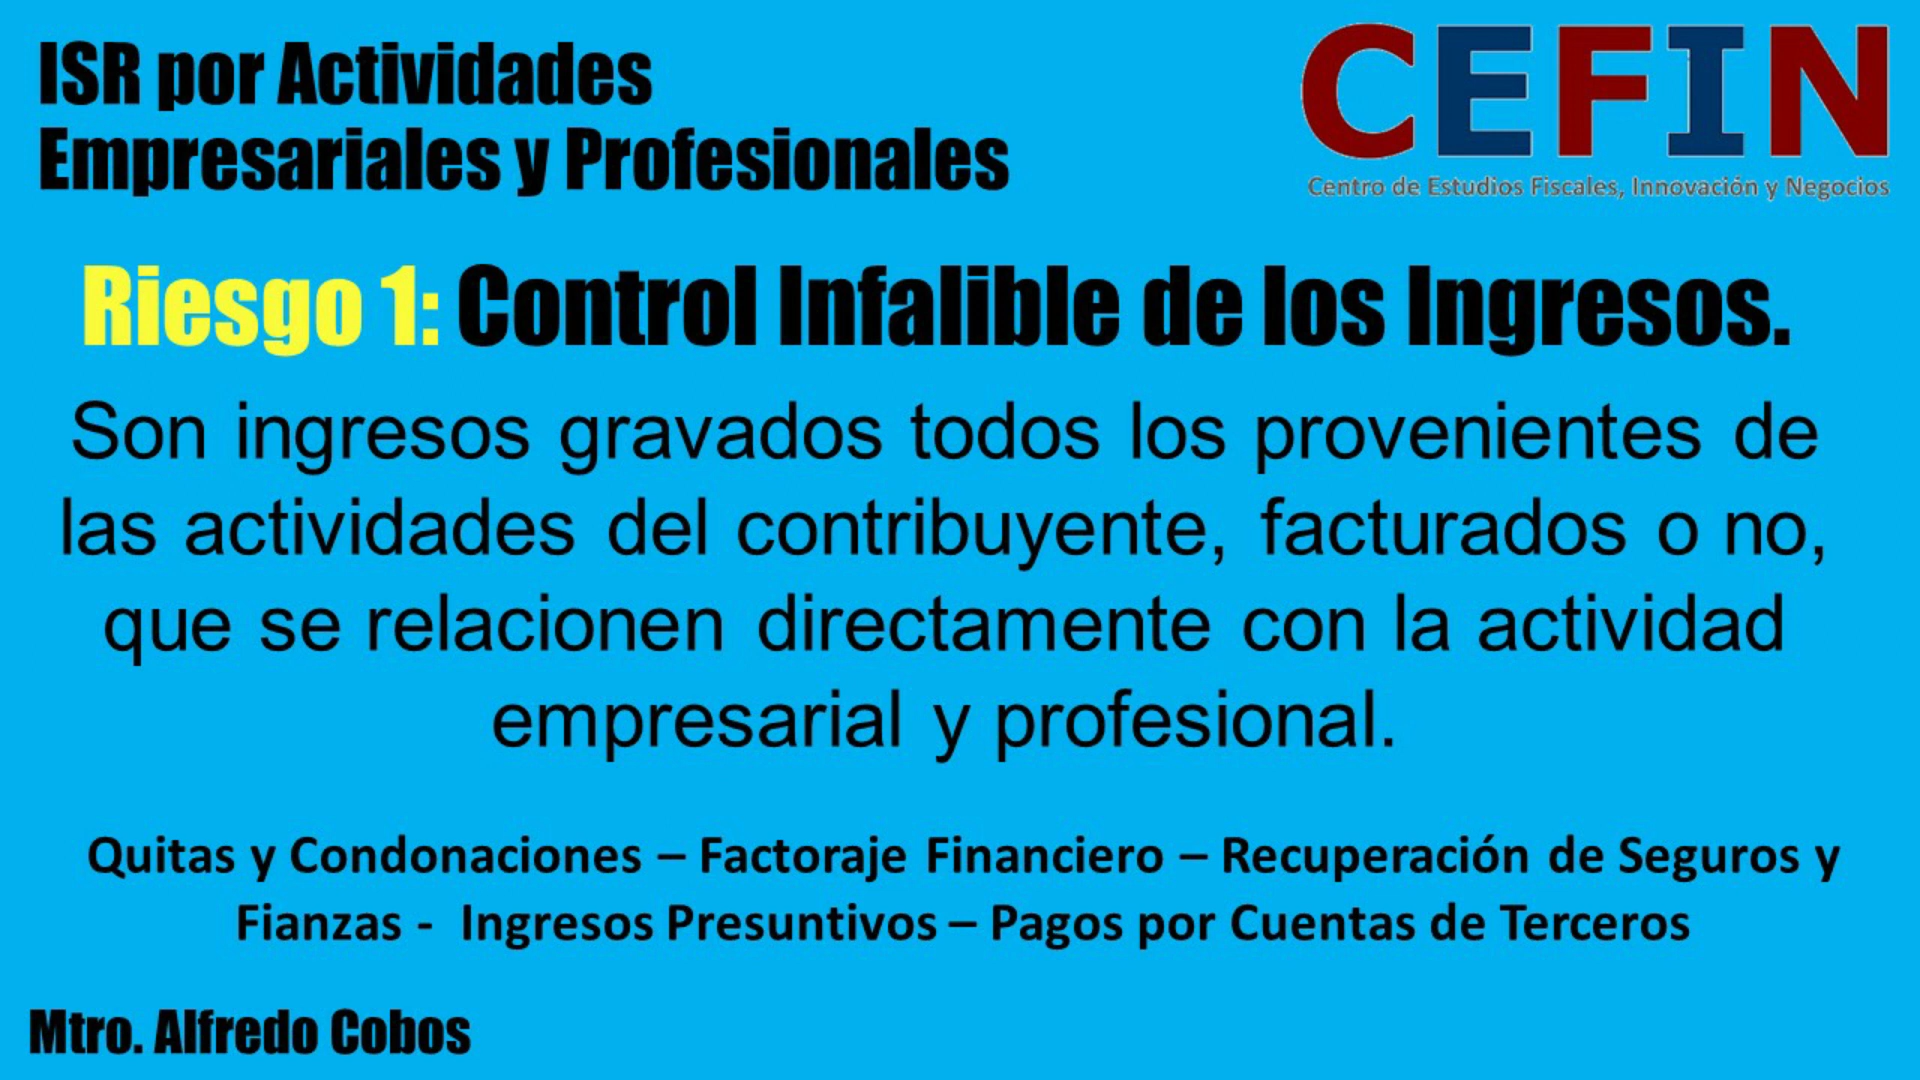 ISR por Actividades
Empresariales y Profesionales
CEFIN
Centro de Estudios Fiscales, Innovación y Negocios
Riesgo 1: Control Infalible de los Ingresos.
Son ingresos gravados todos los provenientes de
las actividades del contribuyente, facturados o no,
que se relacionen directamente con la actividad
empresarial y profesional.
Quitas y Condonaciones – Factoraje Financiero – Recuperación de Seguros y
Fianzas - Ingresos Presuntivos – Pagos por Cuentas de Terceros
Mtro. Alfredo Cobos